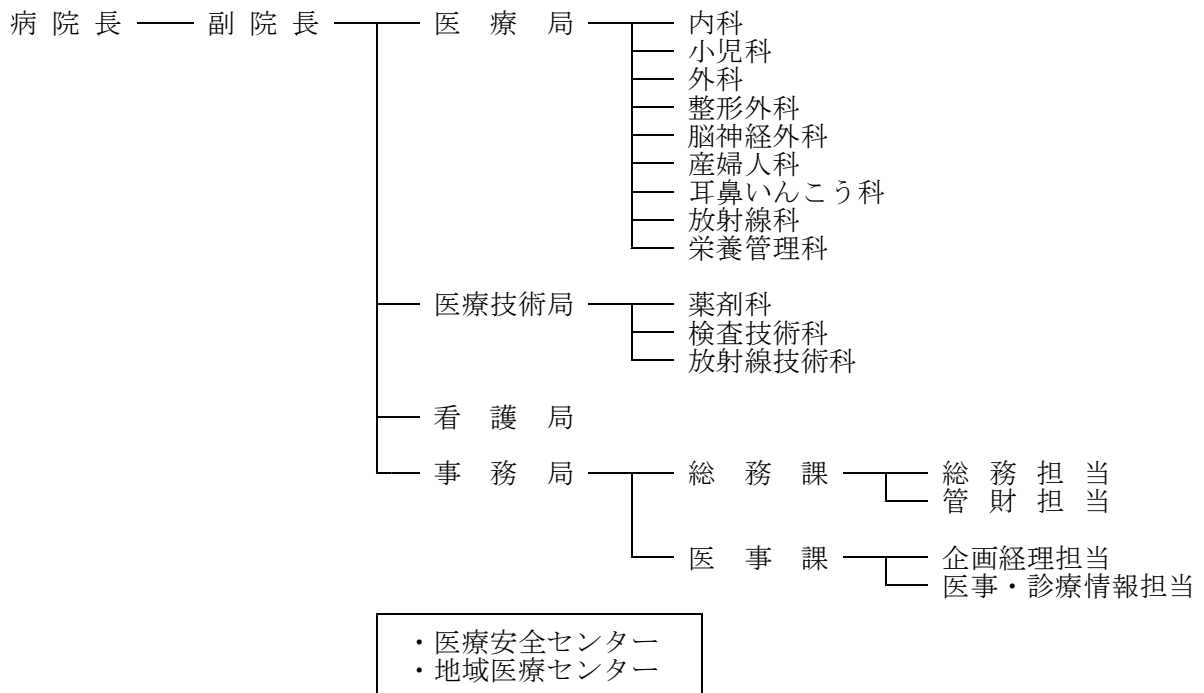 病院長 副院長 医療局 内科
小児科
外科
整形外科
脳神経外科
産婦人科
耳鼻いんこう科
放射線科
栄養管理科
医療技術局 薬剤科
検査技術科
放射線技術科
看護局
事務局 総務課 総務担当
管財担当
医事課 企画経理担当
医事・診療情報担当
・医療安全センター
・地域医療センター